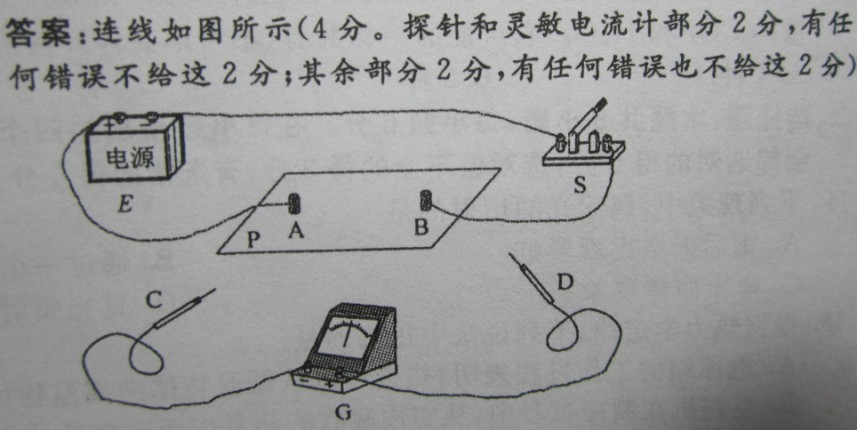 答案:连线如图所示(4分。探针和灵敏电流计部分2分,有任
何错误不给这2分;其余部分2分,有任何错误也不给这2分)
电源
E
S
P
A
B
C
D
- +
G